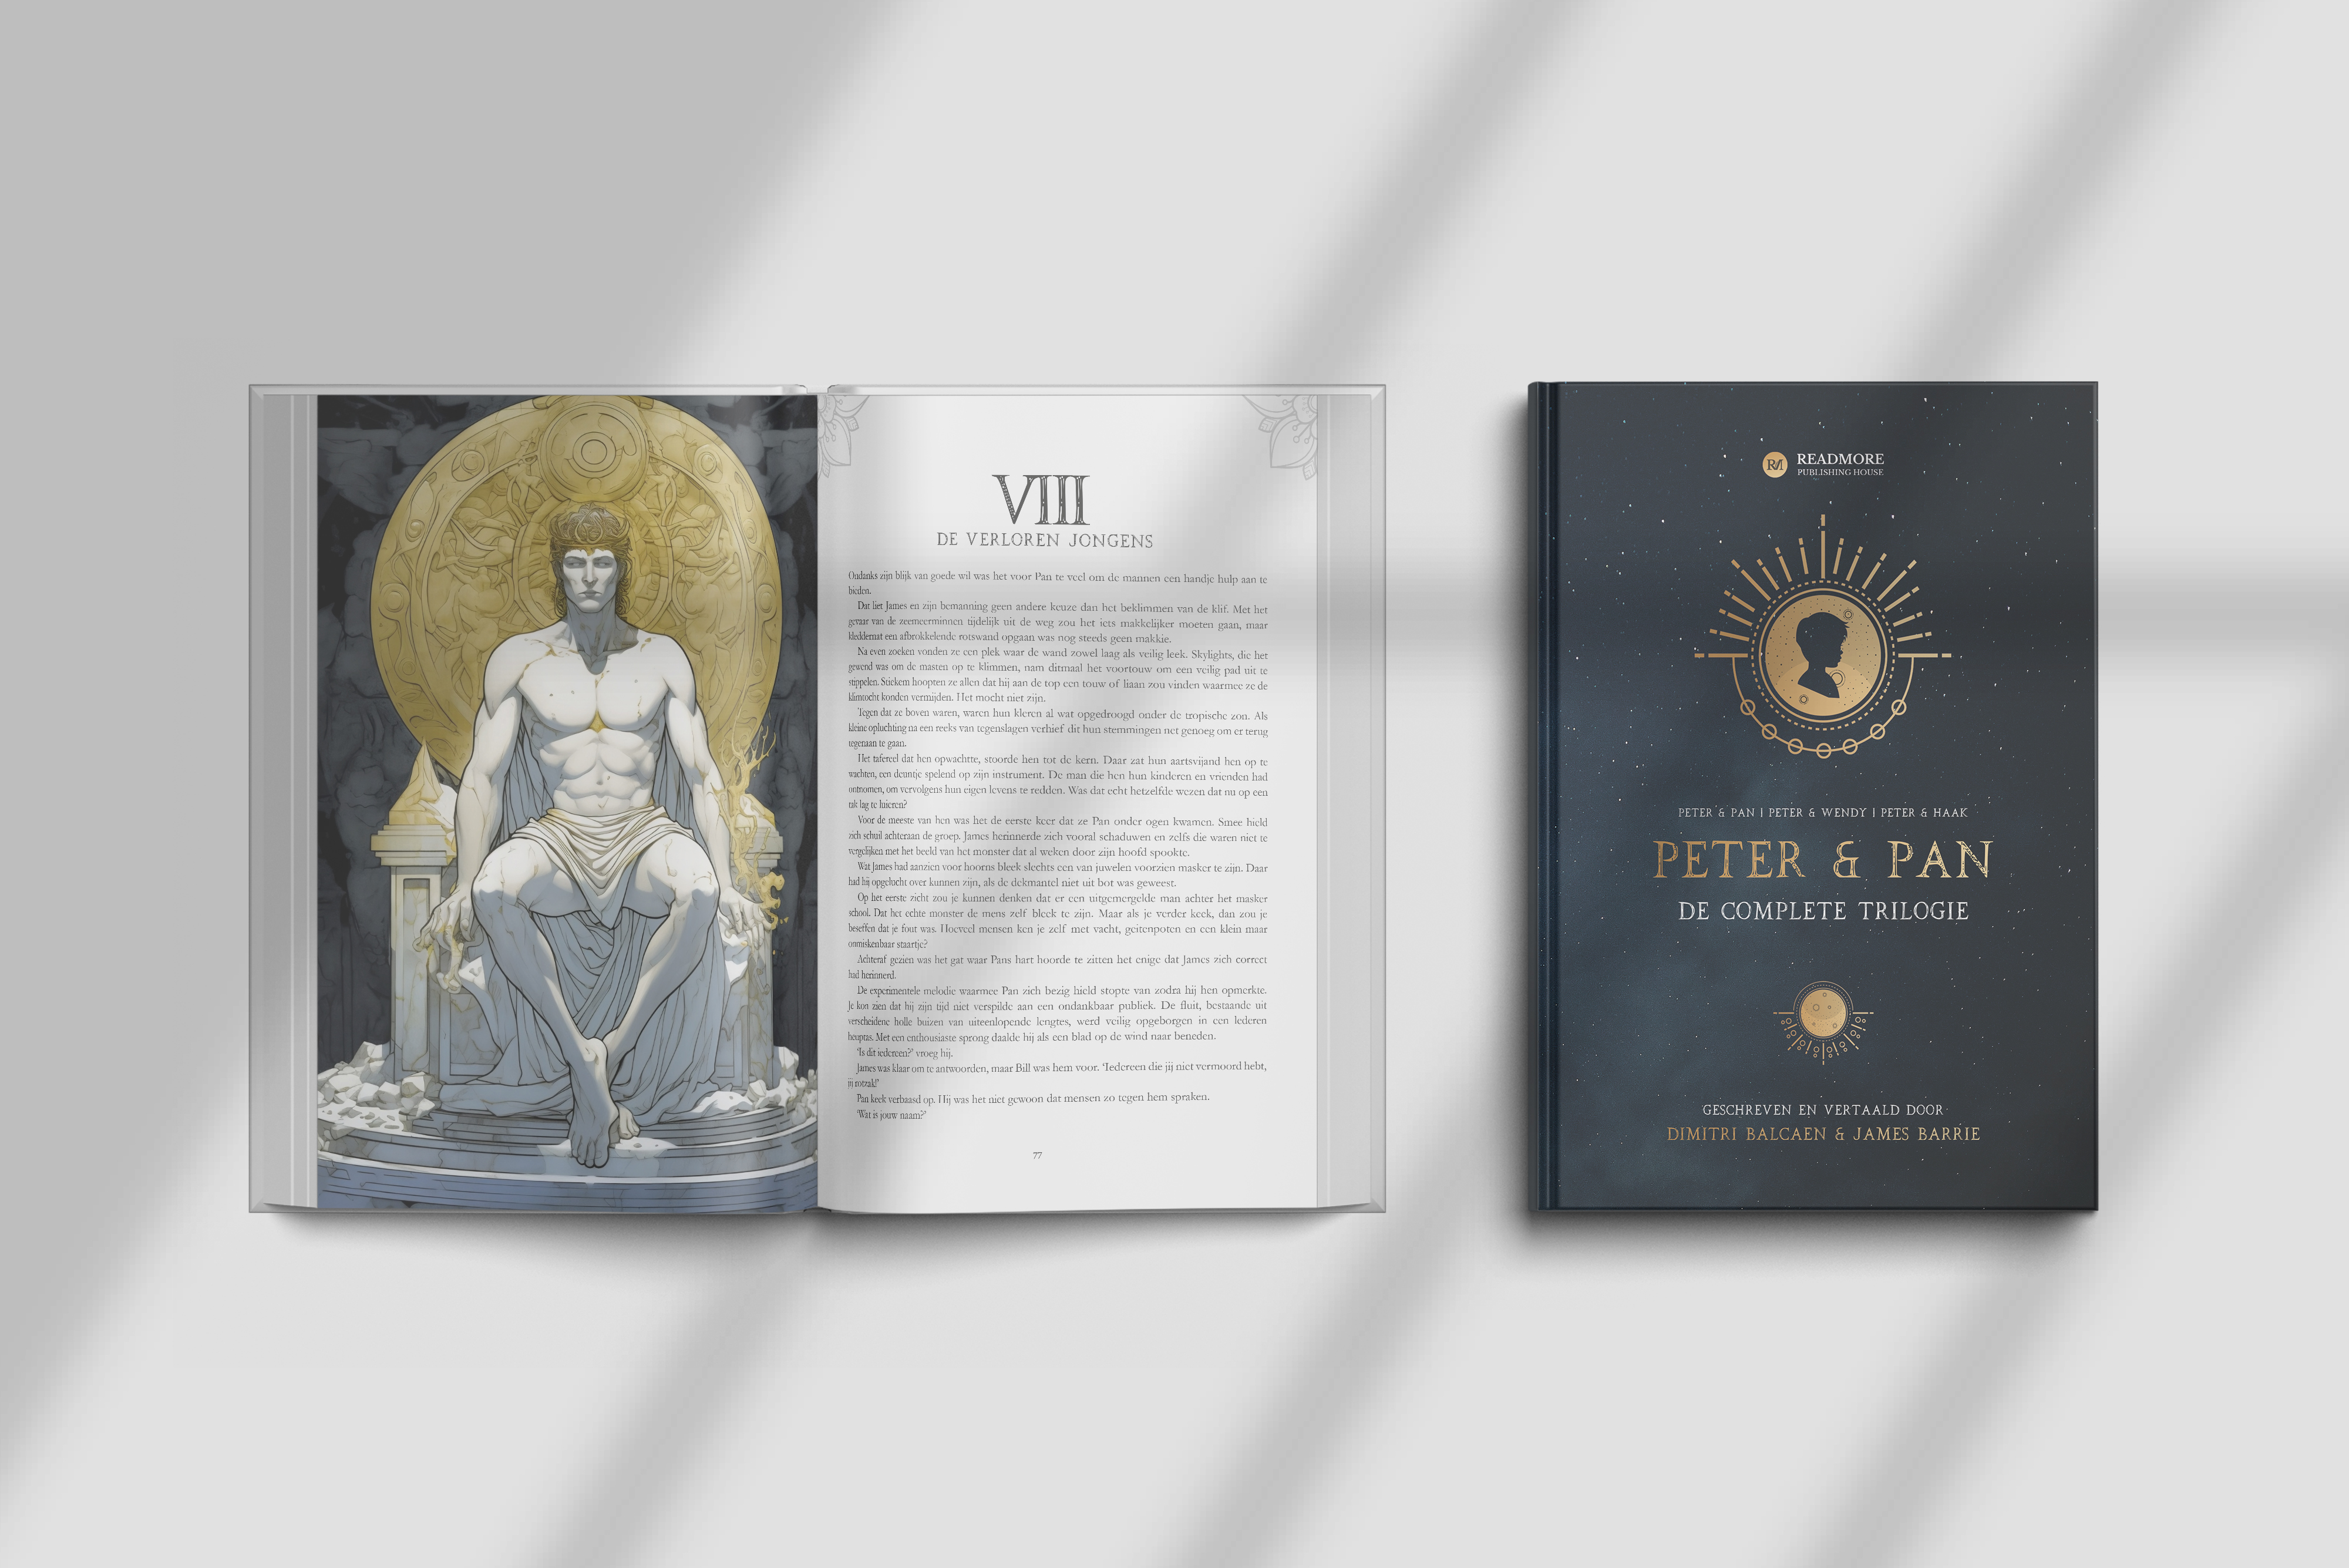 VIII
DE VERLOREN JONGENS
Ondanks zijn blijk van goede wil was het voor Pan te veel om de mannen een handje hulp aan te
bieden.
Dat liet James en zijn bemanning geen andere keuze dan het beklimmen van de klif. Met het
gevaar van de zeemeerminnen tijdelijk uit de weg zou het iets makkelijker moeten gaan, maar
kleddernat een afbrokkelende rotswand opgaan was nog steeds geen makkie.
Na even zoeken vonden ze een plek waar de wand zowel laag als veilig leek. Skylights, die het
gewend was om de masten op te klimmen, nam ditmaal het voortouw om een veilig pad uit te
stippelen. Stiekem hoopten ze allen dat hij aan de top een touw of liaan zou vinden waarmee ze de
klimtocht konden vermijden. Het mocht niet zijn.
Tegen dat ze boven waren, waren hun kleren al wat opgedroogd onder de tropische zon. Als
kleine opluchting na een reeks van tegenslagen verhief dit hun stemmingen net genoeg om er terug
tegenaan te gaan.
Het tafereel dat hen opwachtte, stoorde hen tot de kern. Daar zat hun aartsvijand hen op te
wachten, een deuntje spelend op zijn instrument. De man die hen hun kinderen en vrienden had
ontnomen, om vervolgens hun eigen levens te redden. Was dat echt hetzelfde wezen dat nu op een
tak lag te luieren?
Voor de meeste van hen was het de eerste keer dat ze Pan onder ogen kwamen. Smee hield
zich schuil achteraan de groep. James herinnerde zich vooral schaduwen en zelfs die waren niet te
vergelijken met het beeld van het monster dat al weken door zijn hoofd spookte.
Wat James had aanzien voor hoorns bleek slechts een van juwelen voorzien masker te zijn. Daar
had hij opgelucht over kunnen zijn, als de dekmantel niet uit bot was geweest.
Op het eerste zicht zou je kunnen denken dat er een uitgemergelde man achter het masker
school. Dat het echte monster de mens zelf bleek te zijn. Maar als je verder keek, dan zou je
beseffen dat je fout was. Hoeveel mensen ken je zelf met vacht, geitenpoten en een klein maar
onmiskenbaar staartje?
Achteraf gezien was het gat waar Pans hart hoorde te zitten het enige dat James zich correct
had herinnerd.
De experimentele melodie waarmee Pan zich bezig hield stopte van zodra hij hen opmerkte.
Je kon zien dat hij zijn tijd niet verspilde aan een ondankbaar publiek. De fluit, bestaande uit
verscheidene holle buizen van uiteenlopende lengtes, werd veilig opgeborgen in een lederen
heuptas. Met een enthousiaste sprong daalde hij als een blad op de wind naar beneden.
'Is dit iedereen?' vroeg hij.
James was klaar om te antwoorden, maar Bill was hem voor. 'Iedereen die jij niet vermoord hebt,
jij rotzak!'
Pan keek verbaasd op. Hij was het niet gewoon dat mensen zo tegen hem spraken.
'Wat is jouw naam?'
77
RM READMORE
PUBLISHING HOUSE
PETER & PAN | PETER & WENDY | PETER & HAAK
PETER & PAN
DE COMPLETE TRILOGIE
GESCHREVEN EN VERTAALD DOOR
DIMITRI BALCAEN & JAMES BARRIE